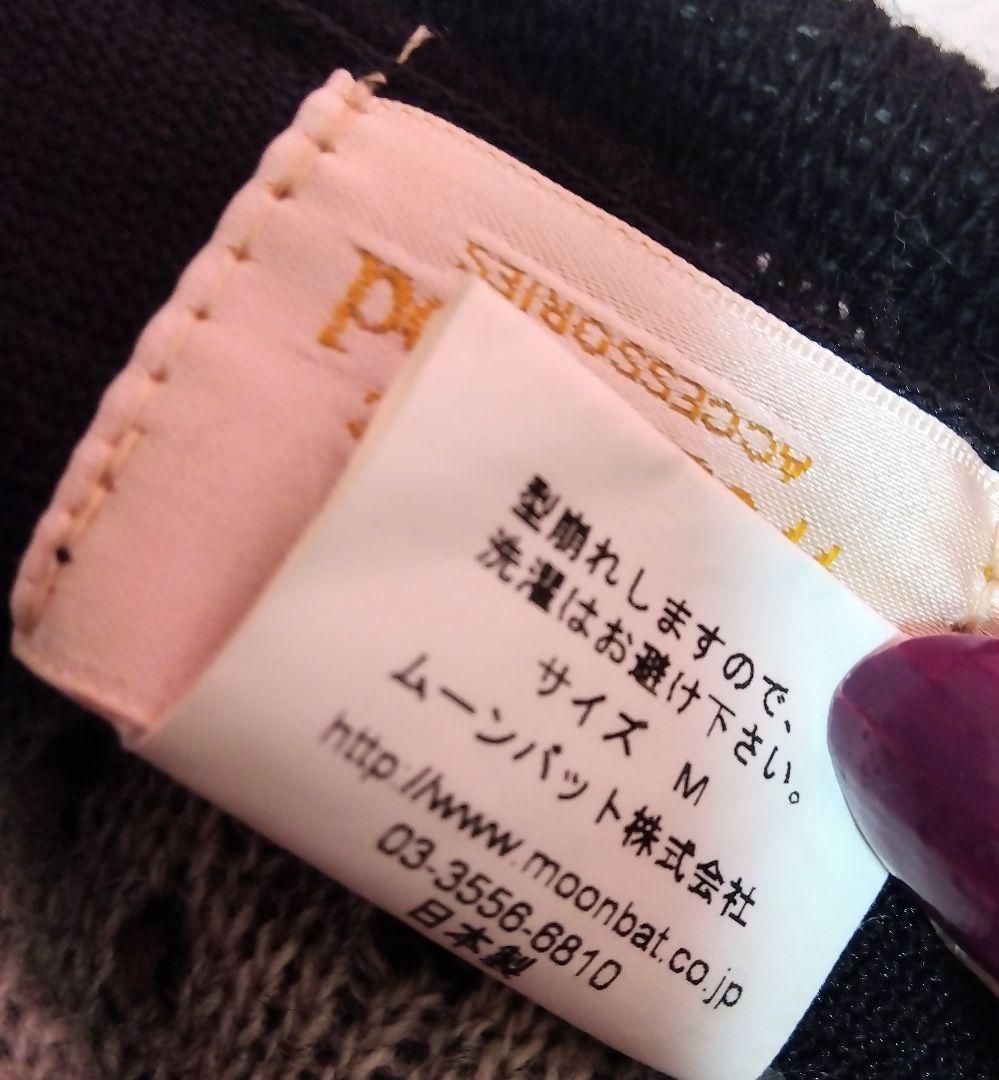 ACCESSORIES
型崩れしますので、
洗濯はお避け下さい。
サイズ M
ムーンバット株式会社
http://www.moonbat.co.jp
03-3556-6810
日本製